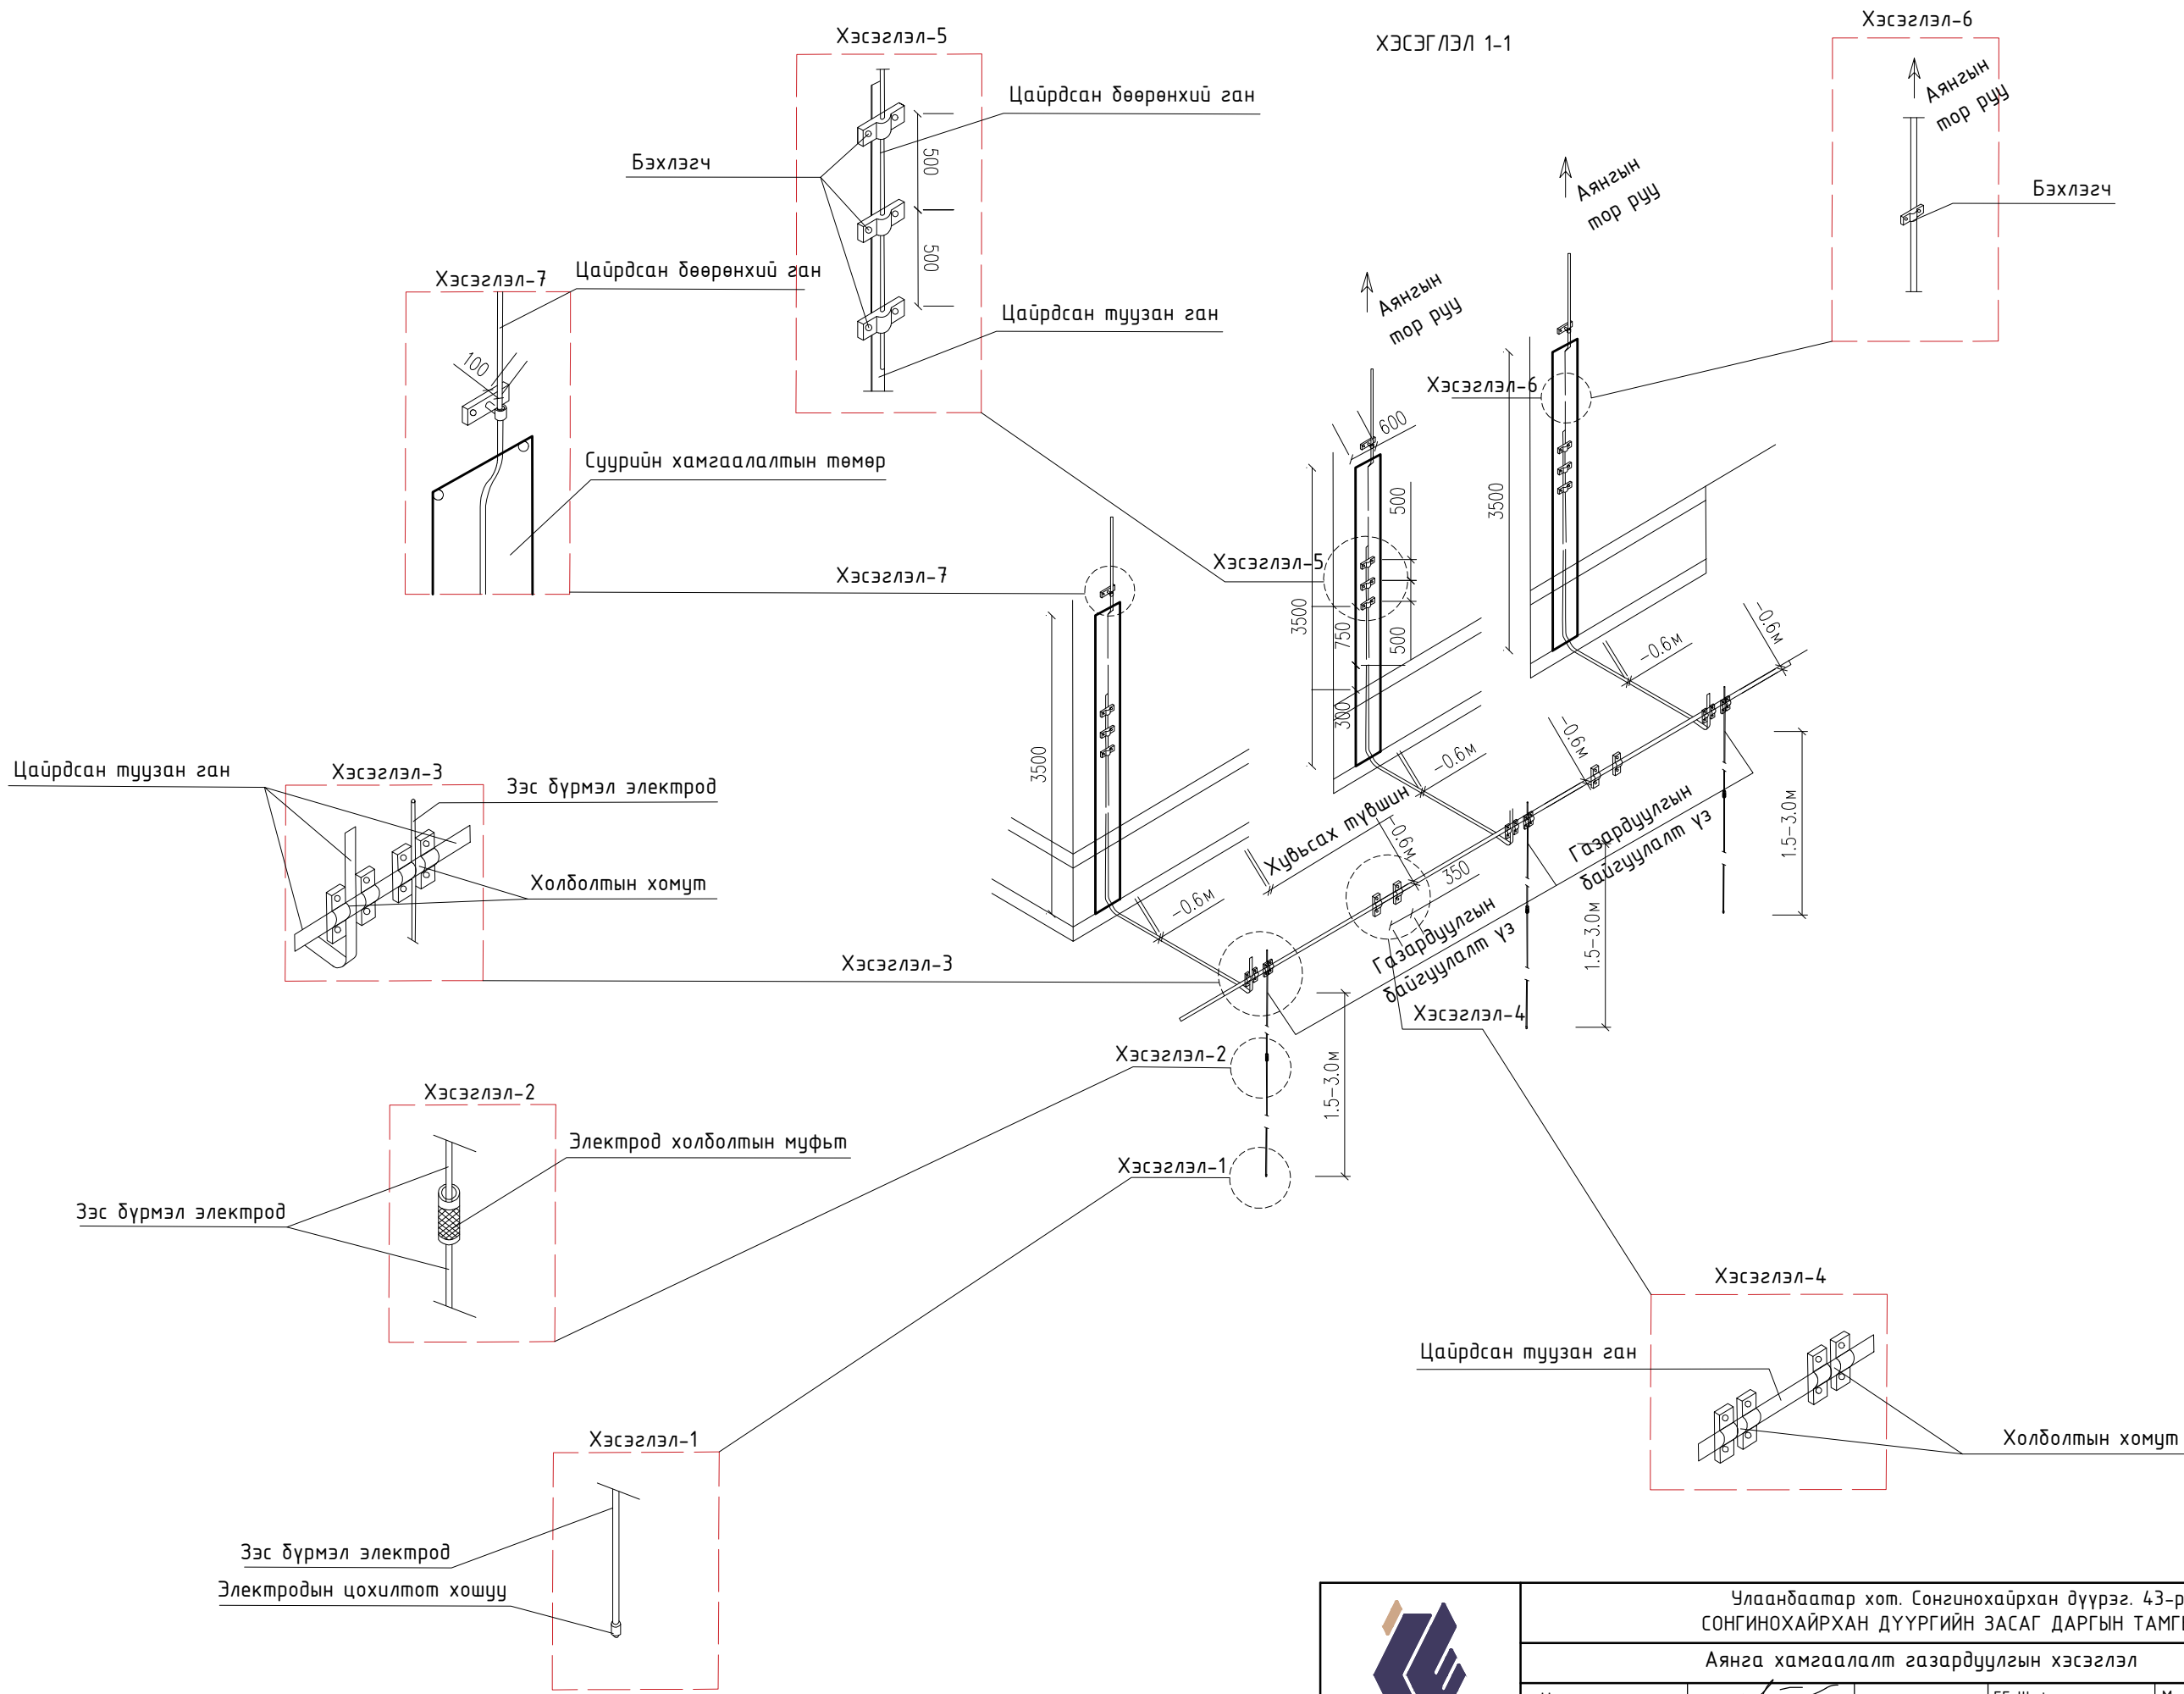 Хэсэглэл-5
ХЭСЭГЛЭЛ 1-1
Хэсэглэл-6
Цайрдсан бөөрөнхий ган
Бэхлэгч
500
500
Цайрдсан туузан ган
Аянгын
тор руу
Бэхлэгч
Аянгын
тор руу
Аянгын
тор руу
Хэсэглэл-7
Цайрдсан бөөрөнхий ган
100
Суурийн хамгаалалтын төмөр
Хэсэглэл-7
Хэсэглэл-6
Хэсэглэл-5
600
500
3500
3500
750
500
300
3500
-0.6м
-0.6м
-0.6м
-0.6м
-0.6м
-0.6м
Хувьсах түвшин
350
Газардуулгын
байгуулалт үз
Газардуулгын
байгуулалт үз
1.5-3.0м
1.5-3.0м
1.5-3.0м
Цайрдсан туузан ган
Хэсэглэл-3
Зэс бүрмэл электрод
Холболтын хомут
Хэсэглэл-3
Хэсэглэл-4
Хэсэглэл-2
Хэсэглэл-1
Хэсэглэл-2
Электрод холболтын муфьт
Зэс бүрмэл электрод
Хэсэглэл-4
Цайрдсан туузан ган
Холболтын хомут
Хэсэглэл-1
Зэс бүрмэл электрод
Электродын цохилтот хошуу
Улаанбаатар хот. Сонгинохайрхан дүүрэг. 43-р
СОНГИНОХАЙРХАН ДҮҮРГИЙН ЗАСАГ ДАРГЫН
Аянга хамгаалалт газардуулгын хэсэглэл